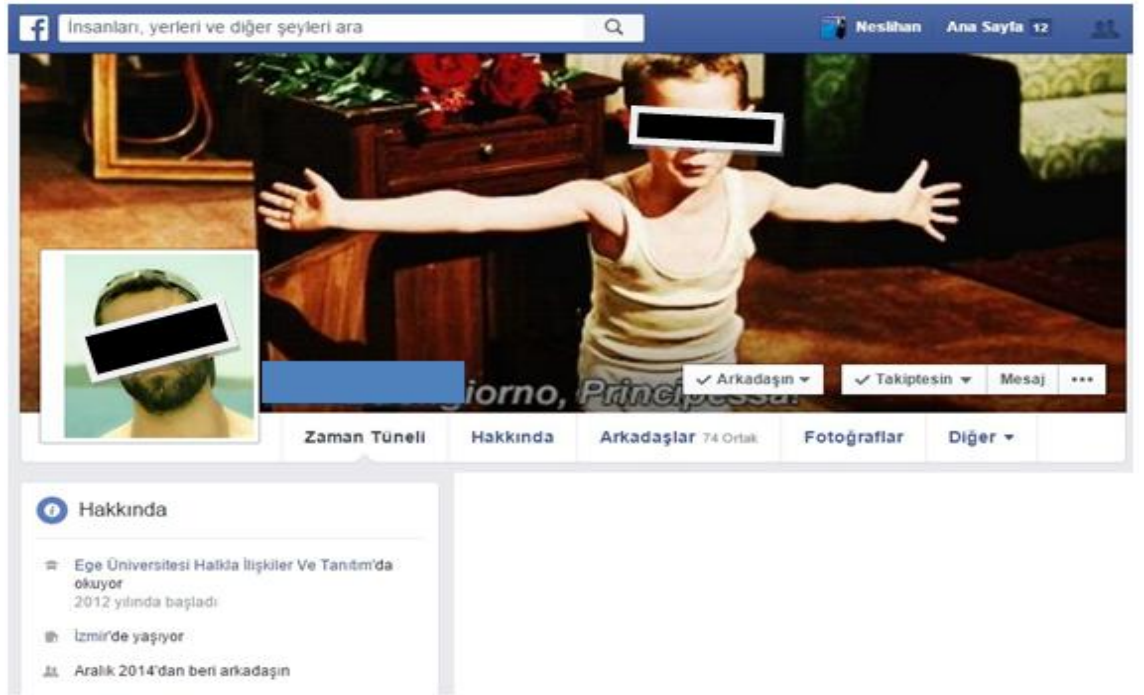 f
İnsanları, yerleri ve diğer şeyleri ara
Neslihan Ana Sayfa 12
giorno, Principessa!
Arkadaşın
Takiptesin
Mesaj
Zaman Tüneli
Hakkında
Arkadaşlar 74 Ortak
Fotoğraflar
Diğer
Hakkında
Ege Üniversitesi Halkla İlişkiler Ve Tanıtım'da
okuyor
2012 yılında başladı
İzmir'de yaşıyor
Aralık 2014'dan beri arkadaşın